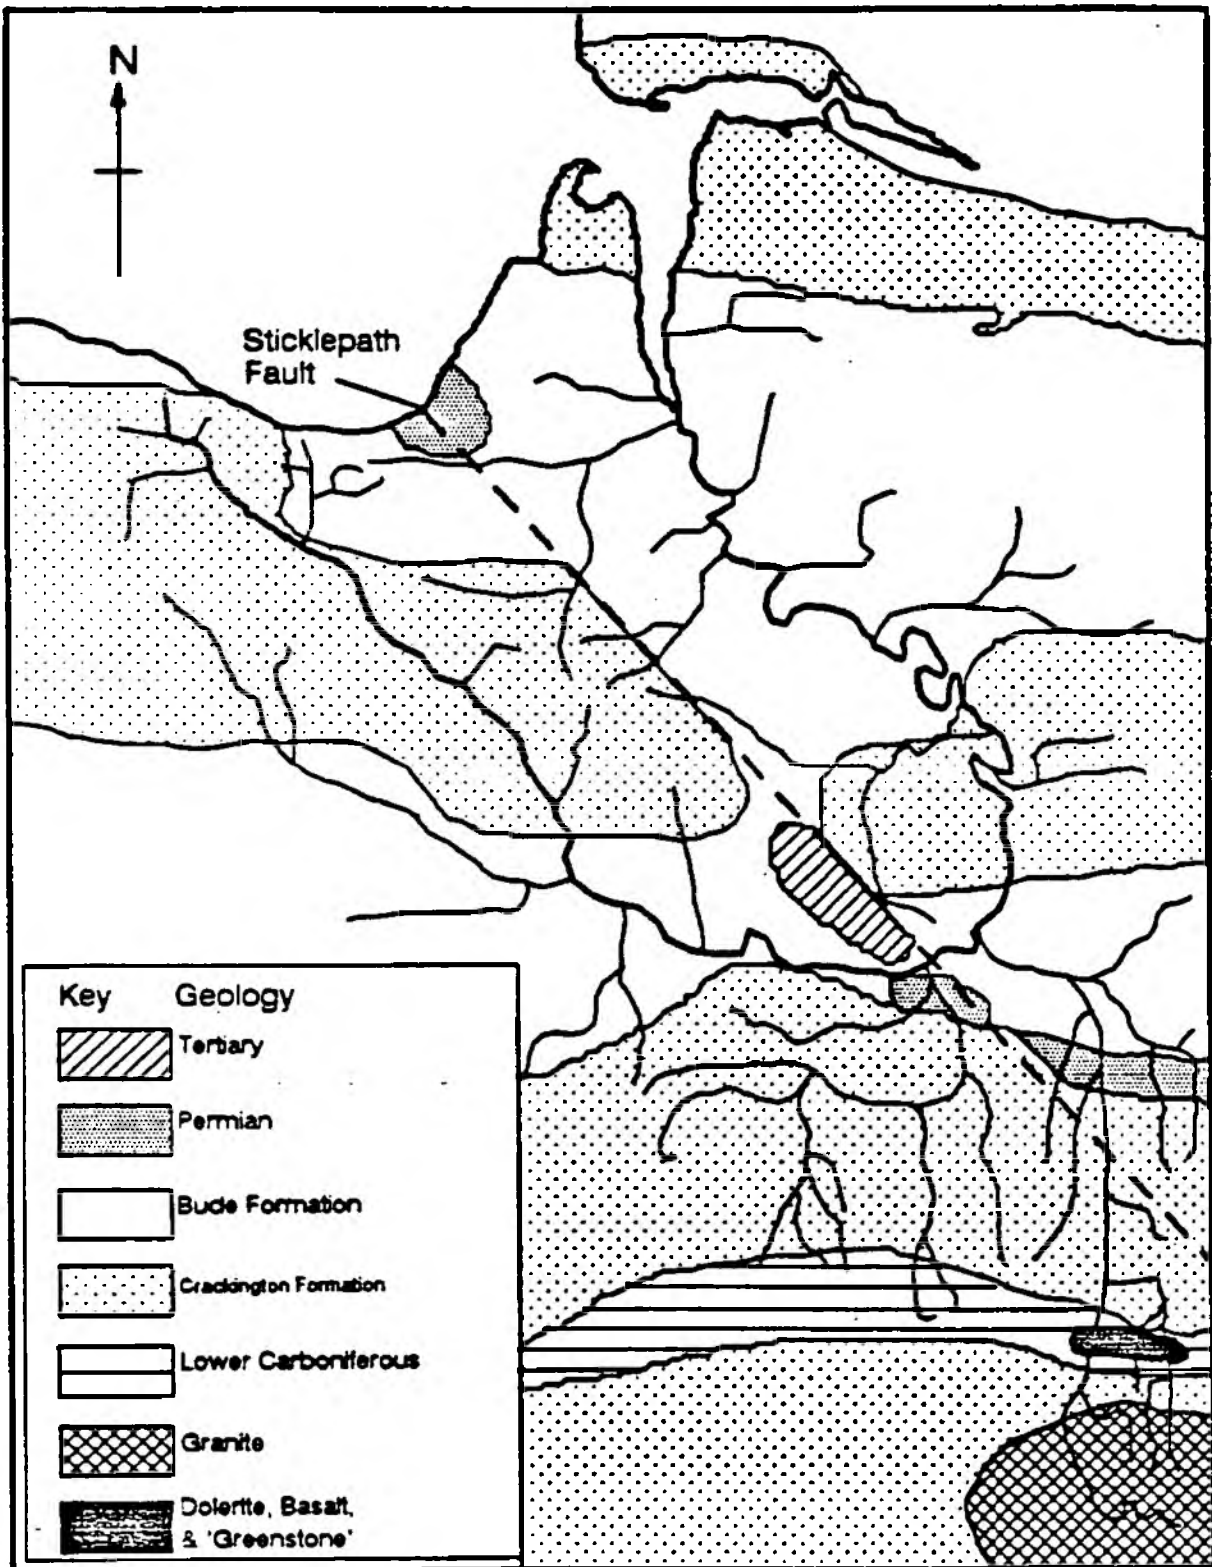 N
Sticklepath
Fault
Key Geology
Tertiary
Permian
Bude Formation
Crackington Formation
Lower Carboniferous
Granite
Dolerite, Basalt,
& 'Greenstone'